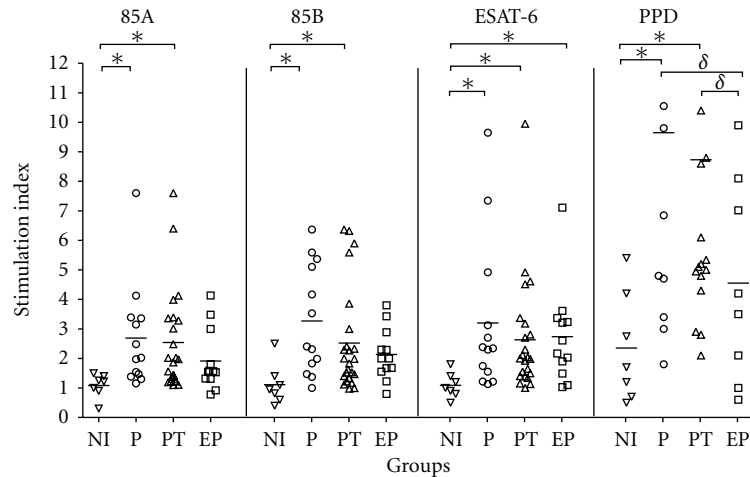 85A 85B ESAT-6 PPD
* * * *
* δ
* * * * δ
*
12
11
10
9
8
7
6
5
4
3
2
1
0
Stimulation index
NI P PT EP NI P PT EP NI P PT EP NI P PT EP
Groups